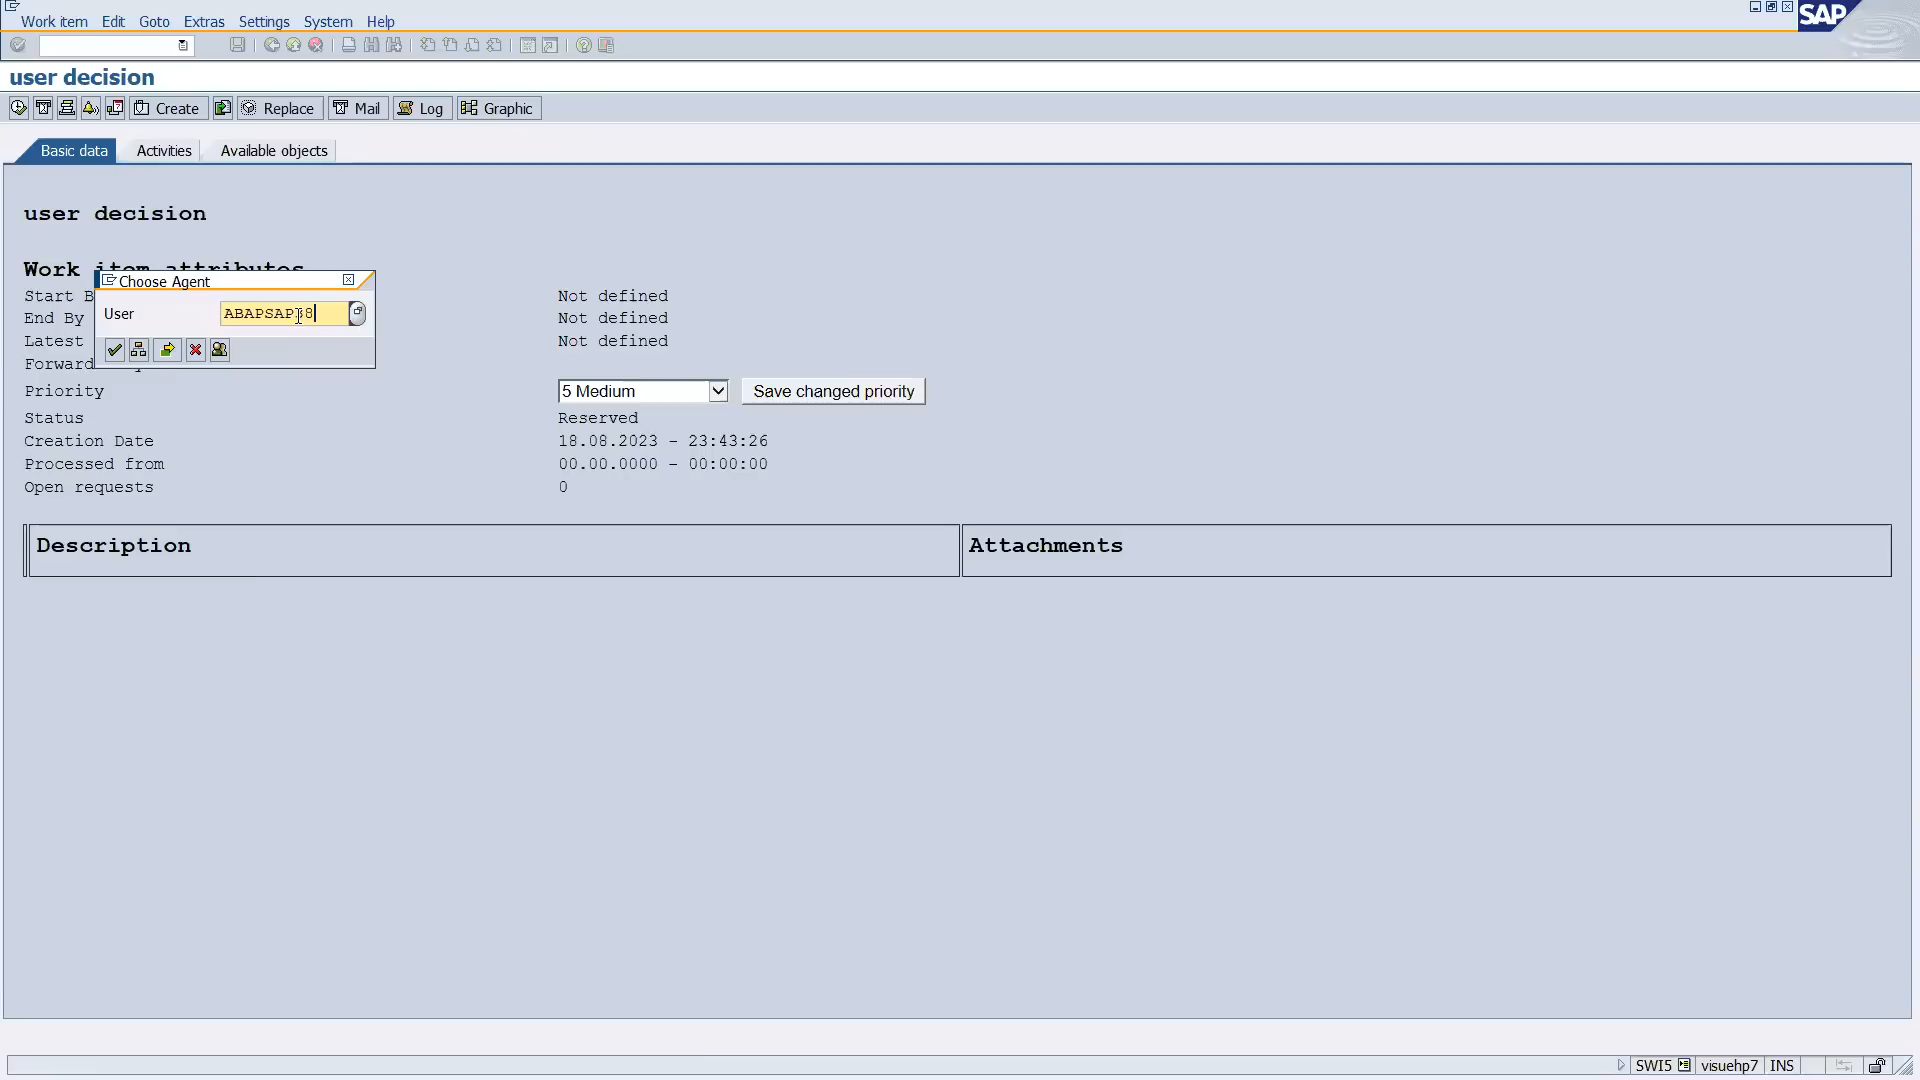 Work item Edit Goto Extras Settings System Help
SAP
user decision
Create Replace Mail Log Graphic
Basic data Activities Available objects
user decision
Work item attributes
Choose Agent
Start B Not defined
User
End By Not defined
Latest Not defined
Forward
Priority 5 Medium Save changed priority
Status Reserved
Creation Date 18.08.2023 - 23:43:26
Processed from 00.00.0000 - 00:00:00
Open requests 0
Description Attachments
SWI5 visuehp7 INS